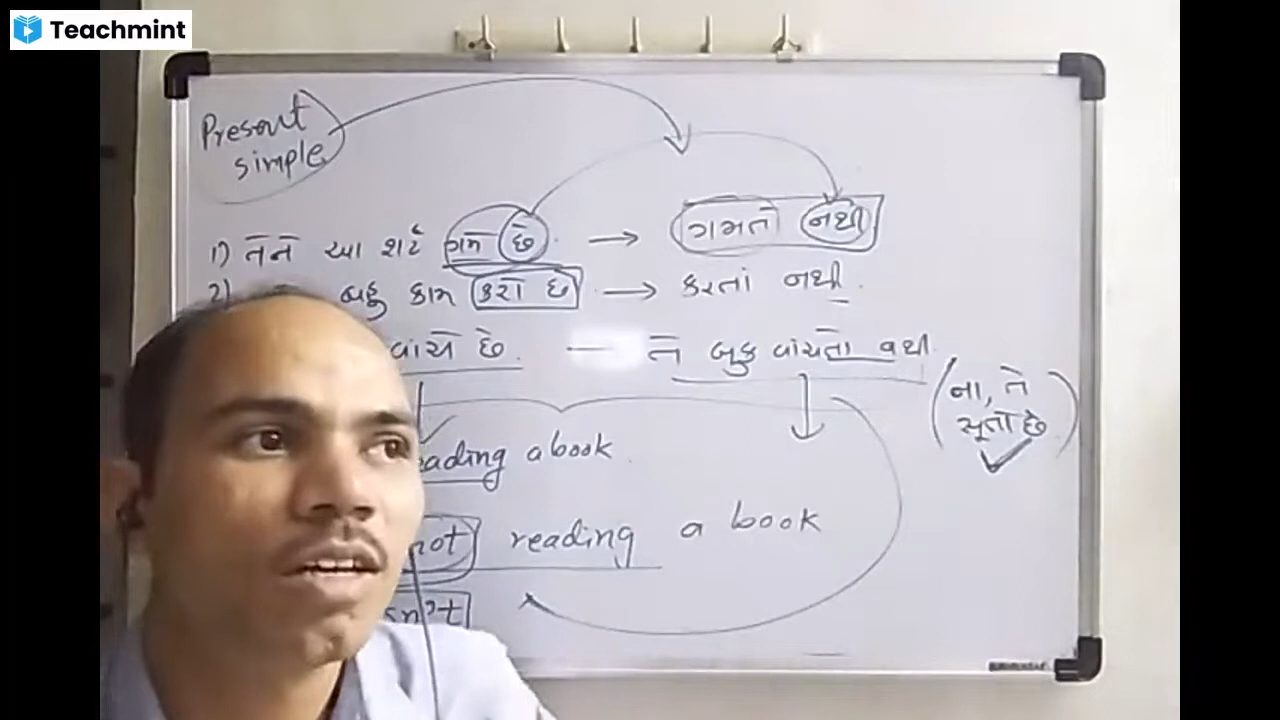 Teachmint
Present
simple
1) તેને આ શર્ટ ગમે છે → ગમતો નથી
2) બહુ કામ કરો છે → કરતાં નથી.
વાંચે છે. — તે બુક વાંચતો નથી.
(ના, તે
સૂતો છે)
reading a book.
not reading a book